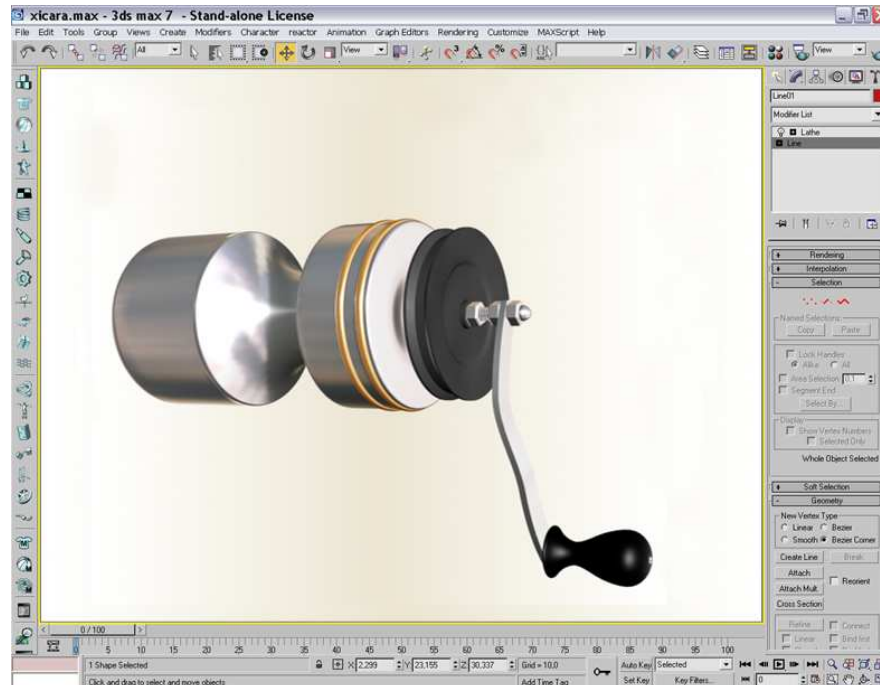 xicara.max - 3ds max 7 - Stand-alone License
File Edit Tools Group Views Create Modifiers Character reactor Animation Graph Editors Rendering Customize MAXScript Help
All View View
Line01
Modifier List
Lathe
Line
Rendering
Interpolation
Selection
Named Selections:
Copy Paste
Lock Handles
Alike All
Area Selection: 0,1
Segment End
Select By...
Display
Show Vertex Numbers
Selected Only
Whole Object Selected
Soft Selection
Geometry
New Vertex Type
Linear Bezier
Smooth Bezier Corner
Create Line Break
Attach Reorient
Attach Mult.
Cross Section
Refine Connect
Linear Bind first
0 / 100
0 5 10 15 20 25 30 35 40 45 50 55 60 65 70 75 80 85 90 95 100
1 Shape Selected X: 2,299 Y: 23,155 Z: 30,337 Grid = 10,0 Auto Key Selected
Click and drag to select and move objects Add Time Tag Set Key Key Filters... 0